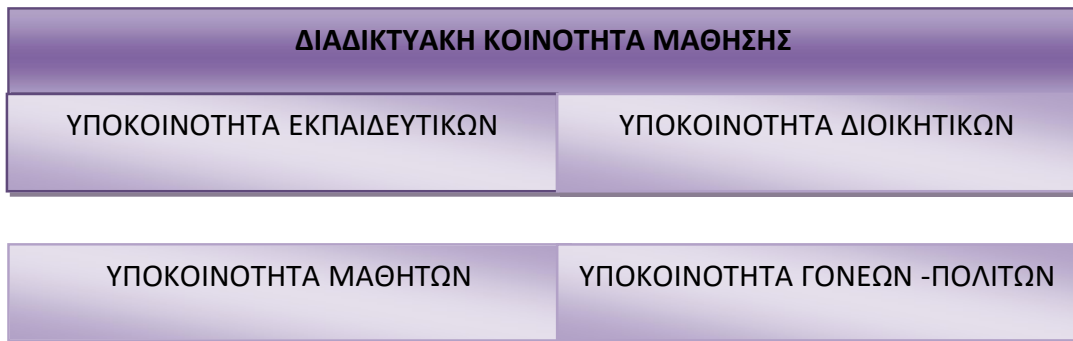 ΔΙΑΔΙΚΤΥΑΚΗ ΚΟΙΝΟΤΗΤΑ ΜΑΘΗΣΗΣ
ΥΠΟΚΟΙΝΟΤΗΤΑ ΕΚΠΑΙΔΕΥΤΙΚΩΝ
ΥΠΟΚΟΙΝΟΤΗΤΑ ΔΙΟΙΚΗΤΙΚΩΝ
ΥΠΟΚΟΙΝΟΤΗΤΑ ΜΑΘΗΤΩΝ
ΥΠΟΚΟΙΝΟΤΗΤΑ ΓΟΝΕΩΝ -ΠΟΛΙΤΩΝ